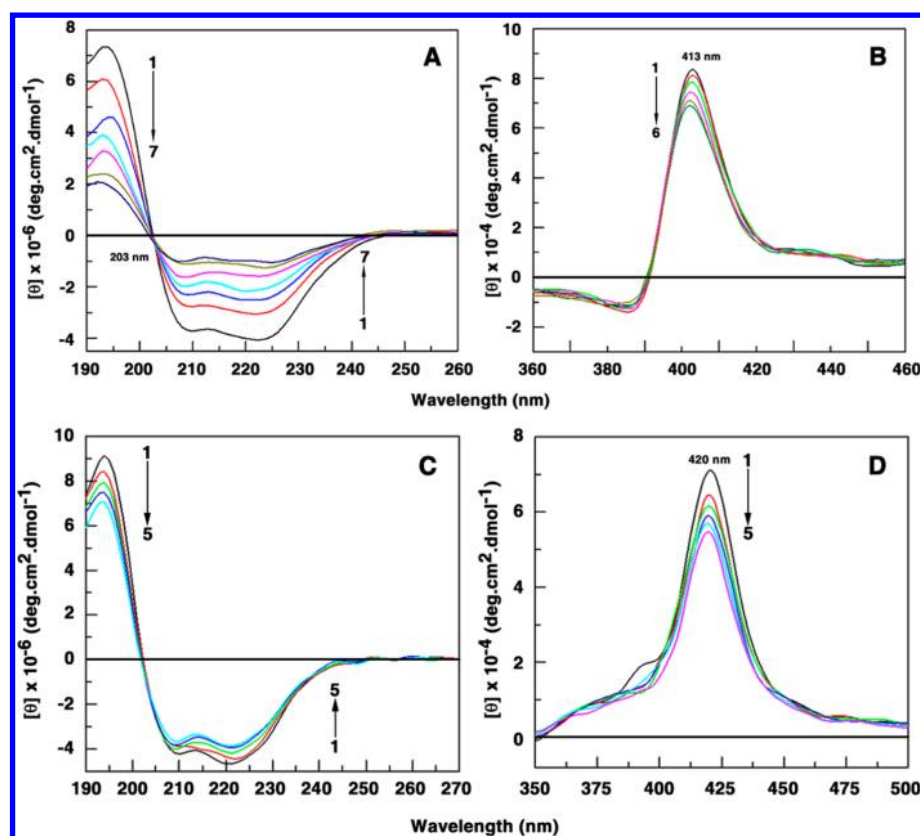 A
8
6
4
2
0
-2
-4
[θ] x 10⁻⁶ (deg.cm².dmol⁻¹)
1
7
203 nm
7
1
190 200 210 220 230 240 250 260
Wavelength (nm)
B
10
8
6
4
2
0
-2
[θ] x 10⁻⁴ (deg.cm².dmol⁻¹)
413 nm
1
6
360 380 400 420 440 460
Wavelength (nm)
C
10
8
6
4
2
0
-2
-4
[θ] x 10⁻⁶ (deg.cm².dmol⁻¹)
1
5
5
1
190 200 210 220 230 240 250 260 270
Wavelength (nm)
D
8
6
4
2
0
[θ] x 10⁻⁴ (deg.cm².dmol⁻¹)
420 nm
1
5
350 375 400 425 450 475 500
Wavelength (nm)